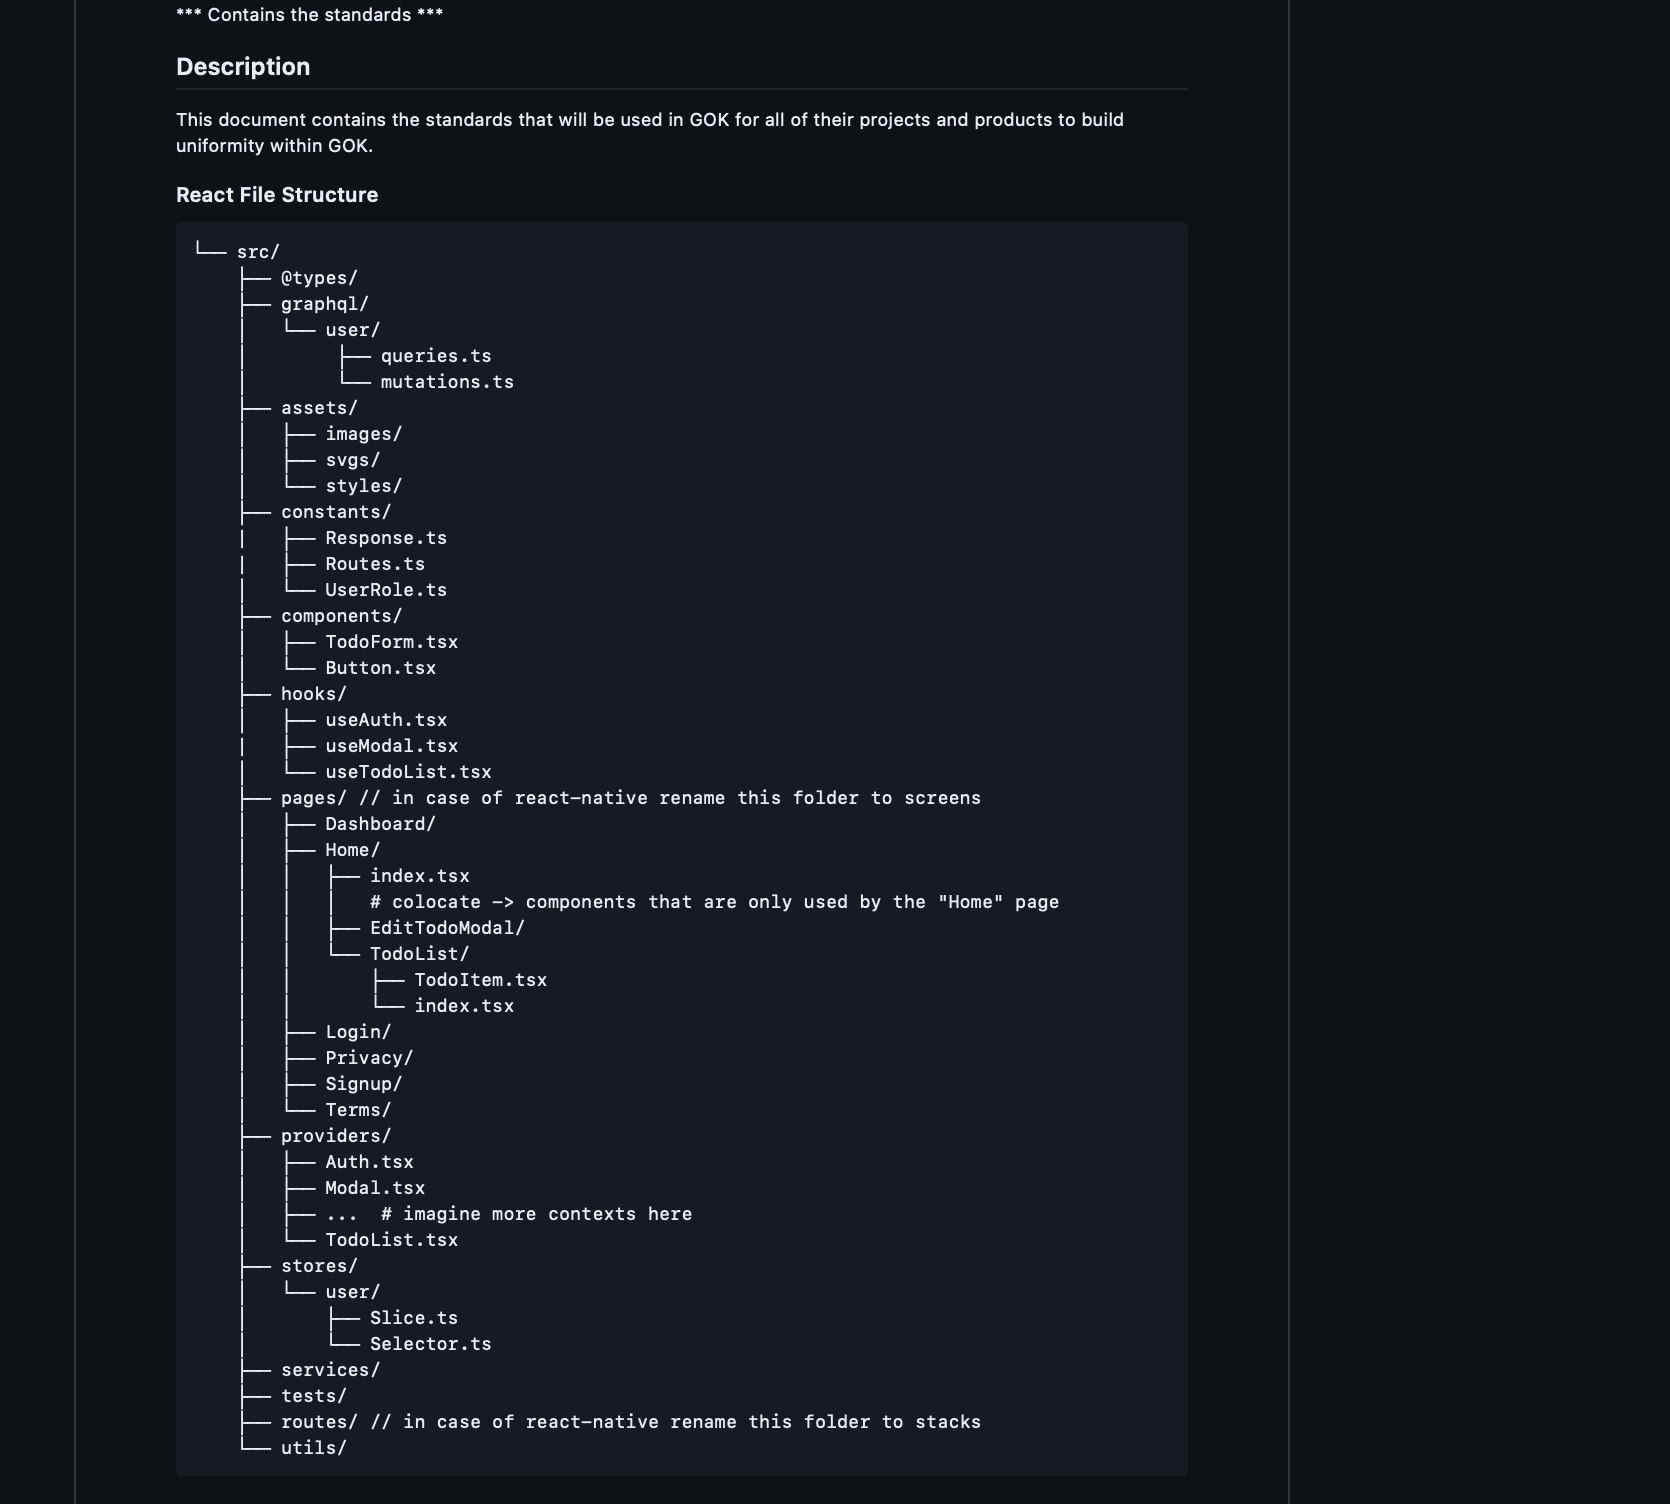 *** Contains the standards ***
Description
This document contains the standards that will be used in GOK for all of their projects and products to build
uniformity within GOK.
React File Structure
└── src/
    ├── @types/
    ├── graphql/
    │   └── user/
    │        ├── queries.ts
    │        └── mutations.ts
    ├── assets/
    │   ├── images/
    │   ├── svgs/
    │   └── styles/
    ├── constants/
    |   ├── Response.ts
    |   ├── Routes.ts
    │   └── UserRole.ts
    ├── components/
    │   ├── TodoForm.tsx
    │   └── Button.tsx
    ├── hooks/
    │   ├── useAuth.tsx
    |   ├── useModal.tsx
    │   └── useTodoList.tsx
    ├── pages/ // in case of react-native rename this folder to screens
    │   ├── Dashboard/
    │   ├── Home/
    │   │   ├── index.tsx
    │   │   │   # colocate -> components that are only used by the "Home" page
    │   │   ├── EditTodoModal/
    │   │   └── TodoList/
    │   │       ├── TodoItem.tsx
    │   │       └── index.tsx
    │   ├── Login/
    │   ├── Privacy/
    │   ├── Signup/
    │   └── Terms/
    ├── providers/
    │   ├── Auth.tsx
    │   ├── Modal.tsx
    │   ├── ...  # imagine more contexts here
    │   └── TodoList.tsx
    ├── stores/
    │   └── user/
    │       ├── Slice.ts
    │       └── Selector.ts
    ├── services/
    ├── tests/
    ├── routes/ // in case of react-native rename this folder to stacks
    └── utils/